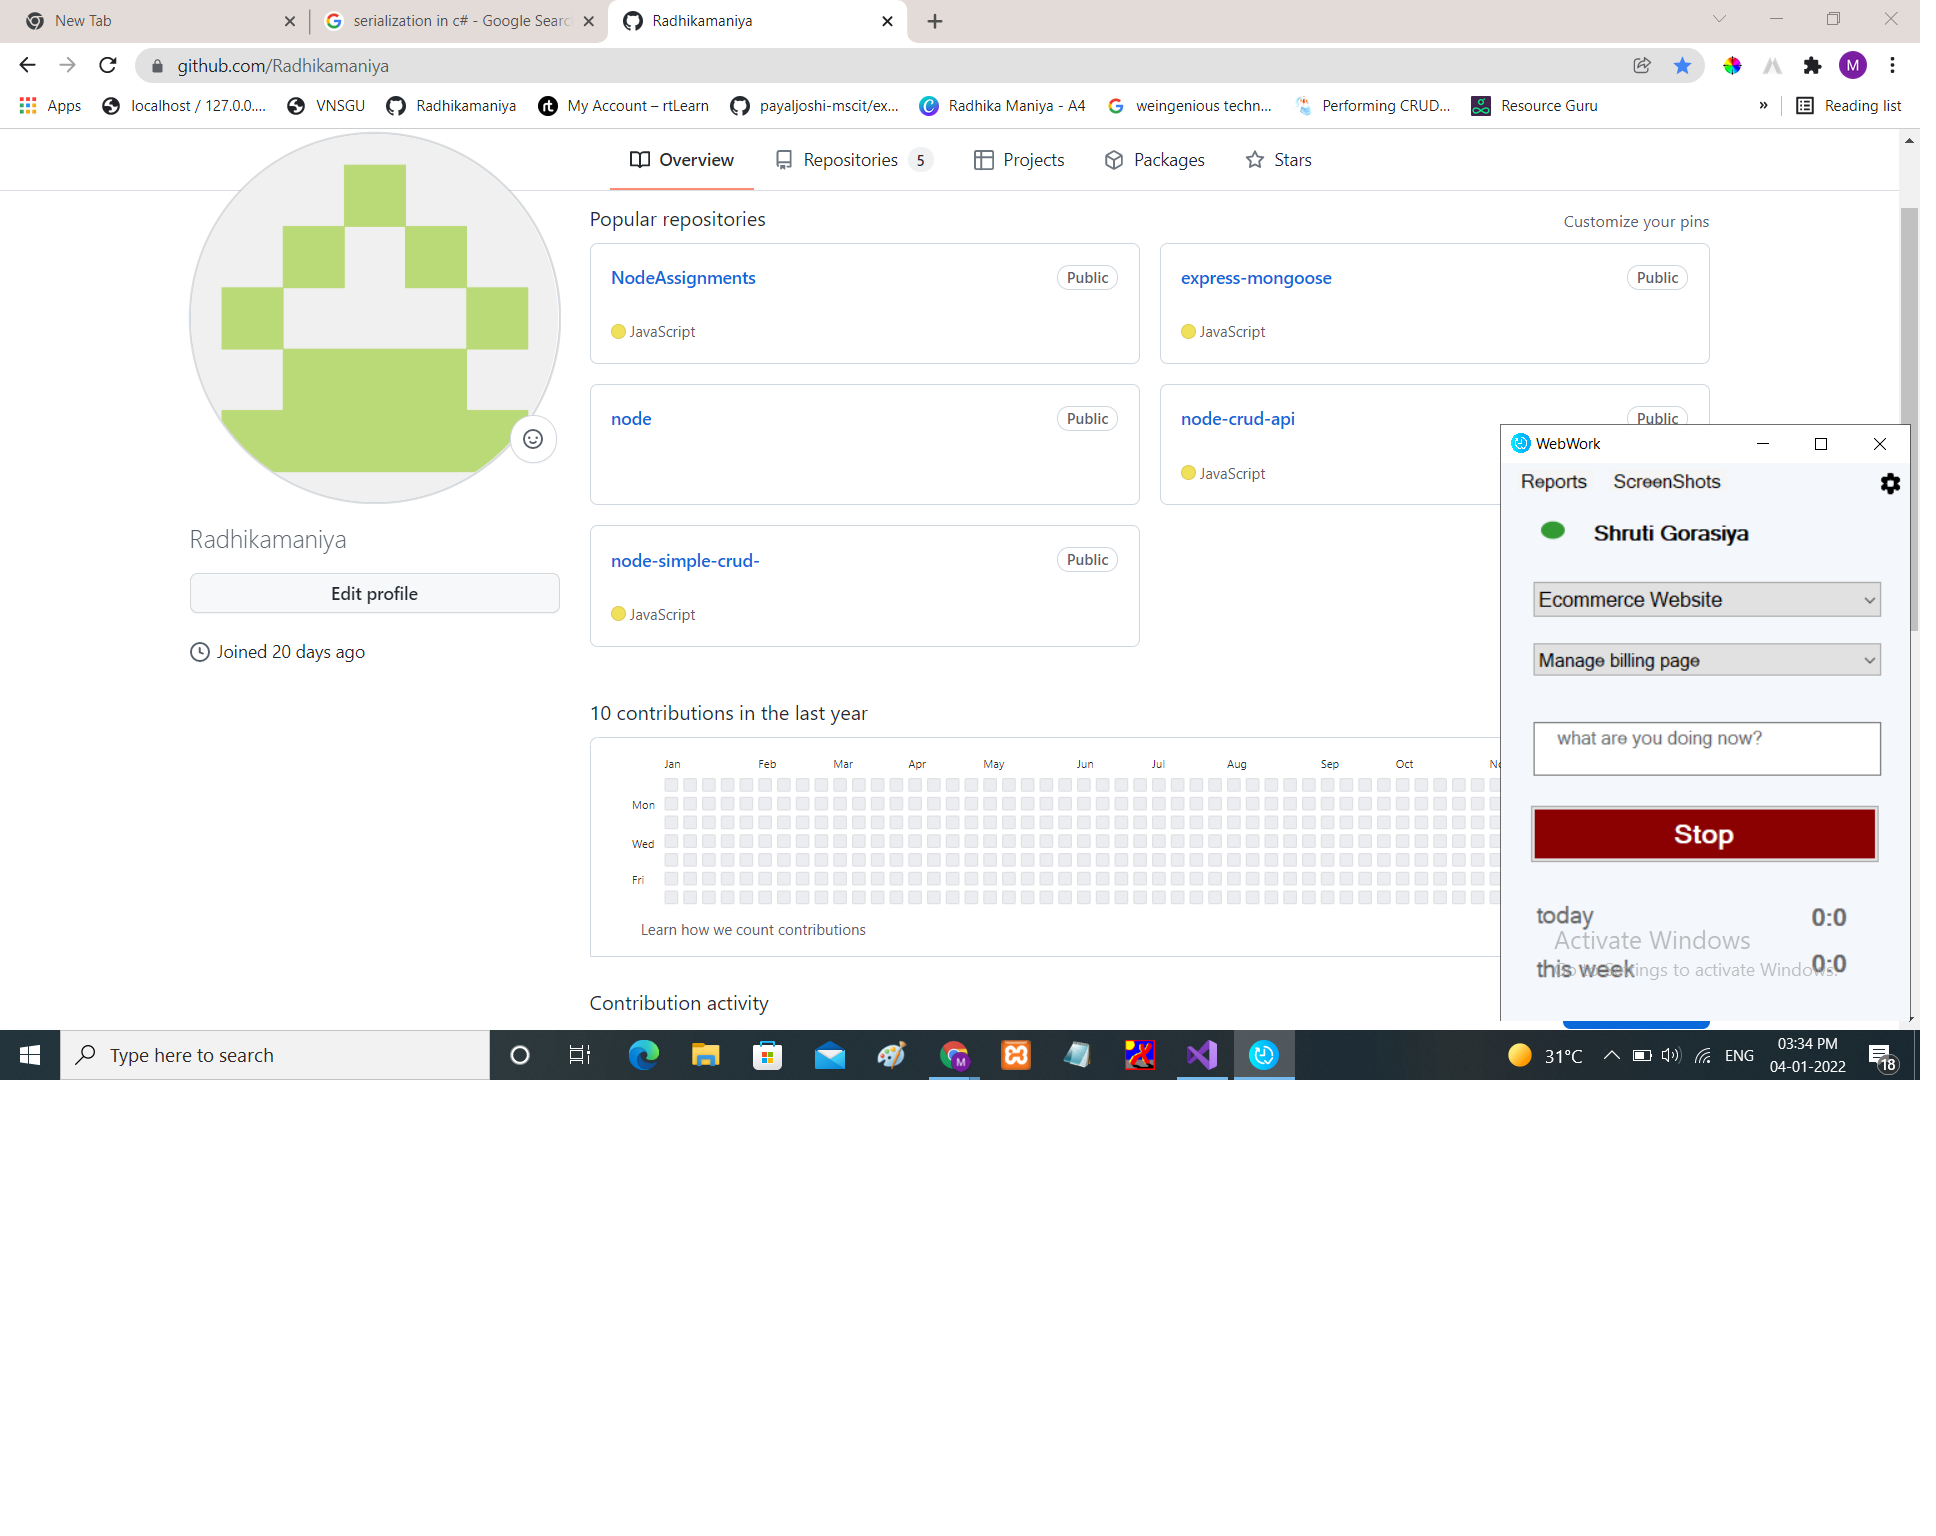 New Tab
serialization in c# - Google Searc
Radhikamaniya
github.com/Radhikamaniya
M
Apps
localhost / 127.0.0....
VNSGU
Radhikamaniya
My Account – rtLearn
payaljoshi-mscit/ex...
Radhika Maniya - A4
weingenious techn...
Performing CRUD...
Resource Guru
»
Reading list
Overview
Repositories 5
Projects
Packages
Stars
Popular repositories
Customize your pins
NodeAssignments
Public
JavaScript
express-mongoose
Public
JavaScript
node
Public
node-crud-api
Public
JavaScript
node-simple-crud-
Public
JavaScript
Radhikamaniya
Edit profile
Joined 20 days ago
10 contributions in the last year
Jan Feb Mar Apr May Jun Jul Aug Sep Oct
Mon
Wed
Fri
Learn how we count contributions
Contribution activity
WebWork
Reports ScreenShots
Shruti Gorasiya
Ecommerce Website
Manage billing page
what are you doing now?
Stop
today 0:0
Activate Windows
this week 0:0
Go to Settings to activate Windows.
Type here to search
M
31°C
ENG
03:34 PM
04-01-2022
18